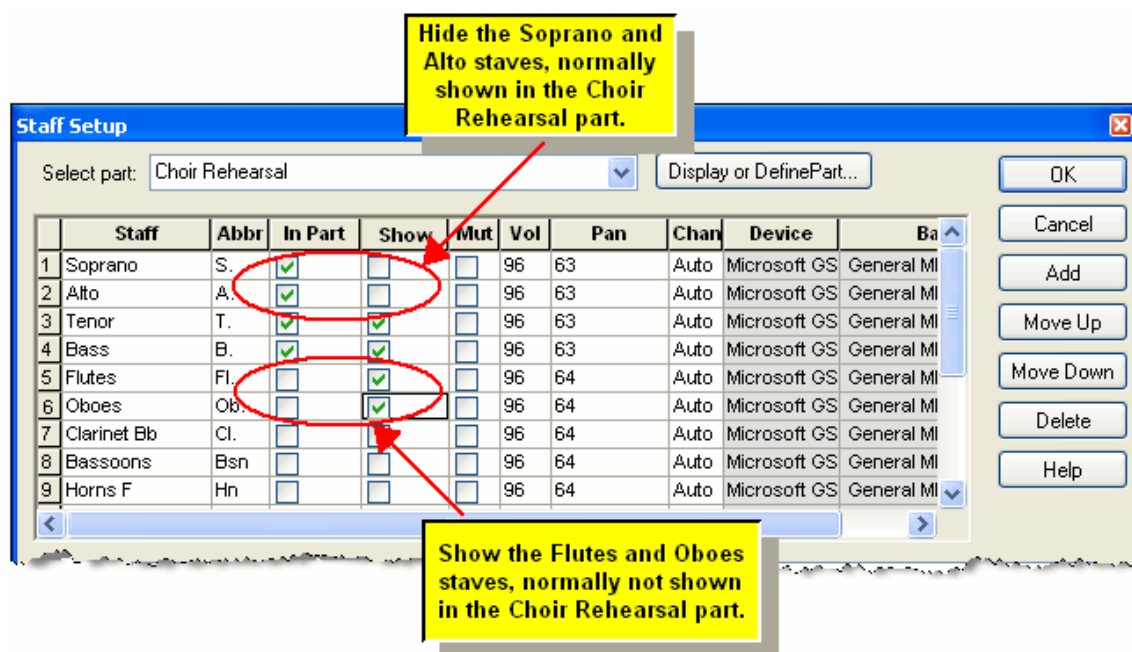 Hide the Soprano and
Alto staves, normally
shown in the Choir
Rehearsal part.
Staff Setup
Select part: Choir Rehearsal Display or DefinePart... OK
Cancel
Staff Abbr In Part Show Mut Vol Pan Chan Device Ba
1 Soprano S. 96 63 Auto Microsoft GS General MI
Add
2 Alto A. 96 63 Auto Microsoft GS General MI
3 Tenor T. 96 63 Auto Microsoft GS General MI
Move Up
4 Bass B. 96 63 Auto Microsoft GS General MI
5 Flutes Fl. 96 64 Auto Microsoft GS General MI
Move Down
6 Oboes Ob. 96 64 Auto Microsoft GS General MI
7 Clarinet Bb Cl. 96 64 Auto Microsoft GS General MI
Delete
8 Bassoons Bsn 96 64 Auto Microsoft GS General MI
9 Horns F Hn 96 64 Auto Microsoft GS General MI
Help
Show the Flutes and Oboes
staves, normally not shown
in the Choir Rehearsal part.